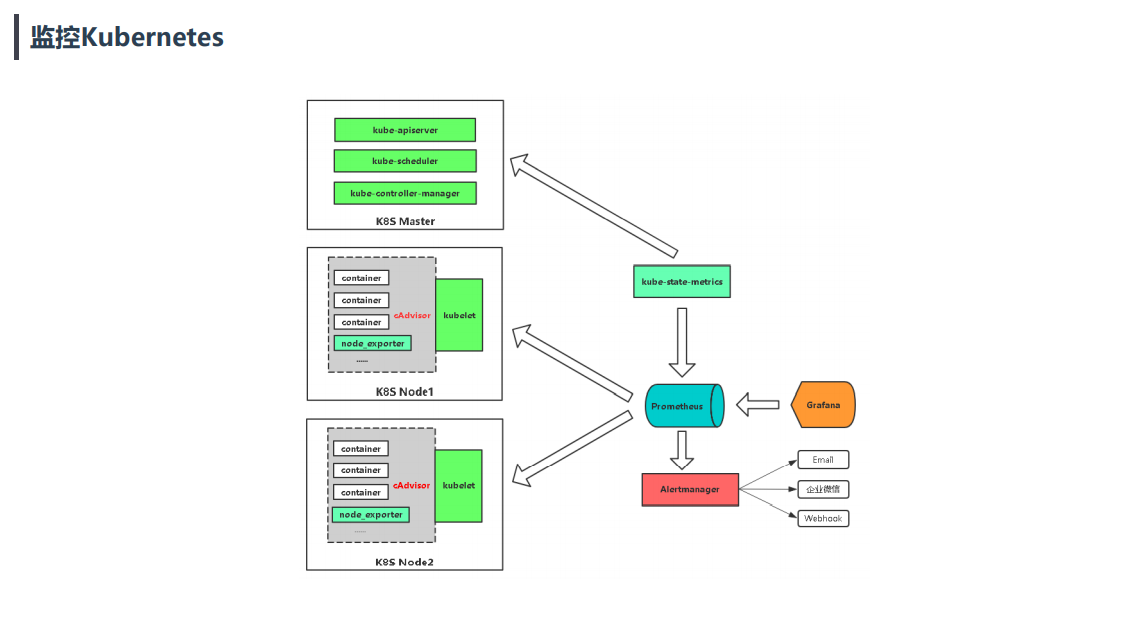 监控Kubernetes
kube-apiserver
kube-scheduler
kube-controller-manager
K8S Master
container
container
container
cAdvisor
kubelet
node_exporter
......
K8S Node1
container
container
container
cAdvisor
kubelet
node_exporter
......
K8S Node2
kube-state-metrics
Prometheus
Grafana
Alertmanager
Email
企业微信
Webhook